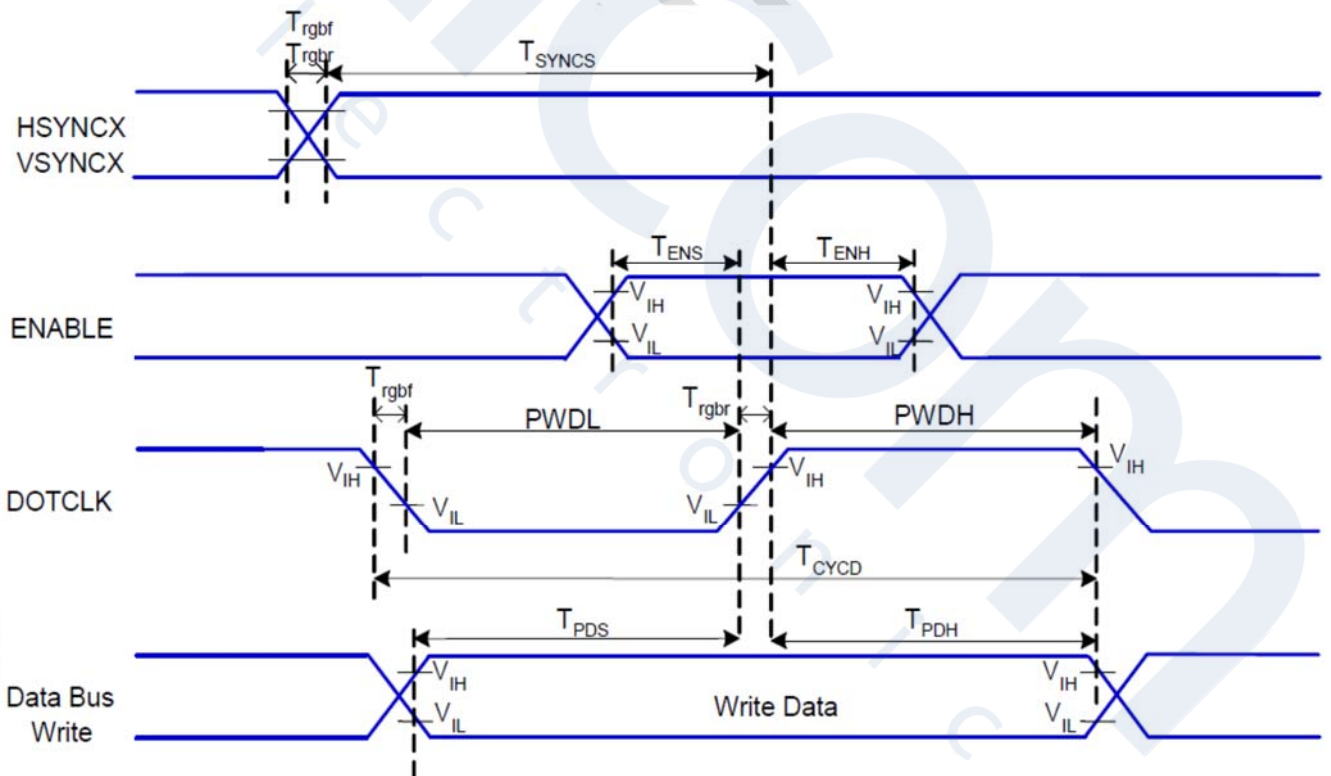 Trgbf
Trgbr
TSYNCS
HSYNCX
VSYNCX
TENS
TENH
VIH
VIH
ENABLE
VIL
VIL
Trgbf
Trgbr
PWDL
PWDH
VIH
VIH
VIH
DOTCLK
VIL
VIL
TCYCD
TPDS
TPDH
VIH
VIH
Data Bus
Write
Write Data
VIL
VIL